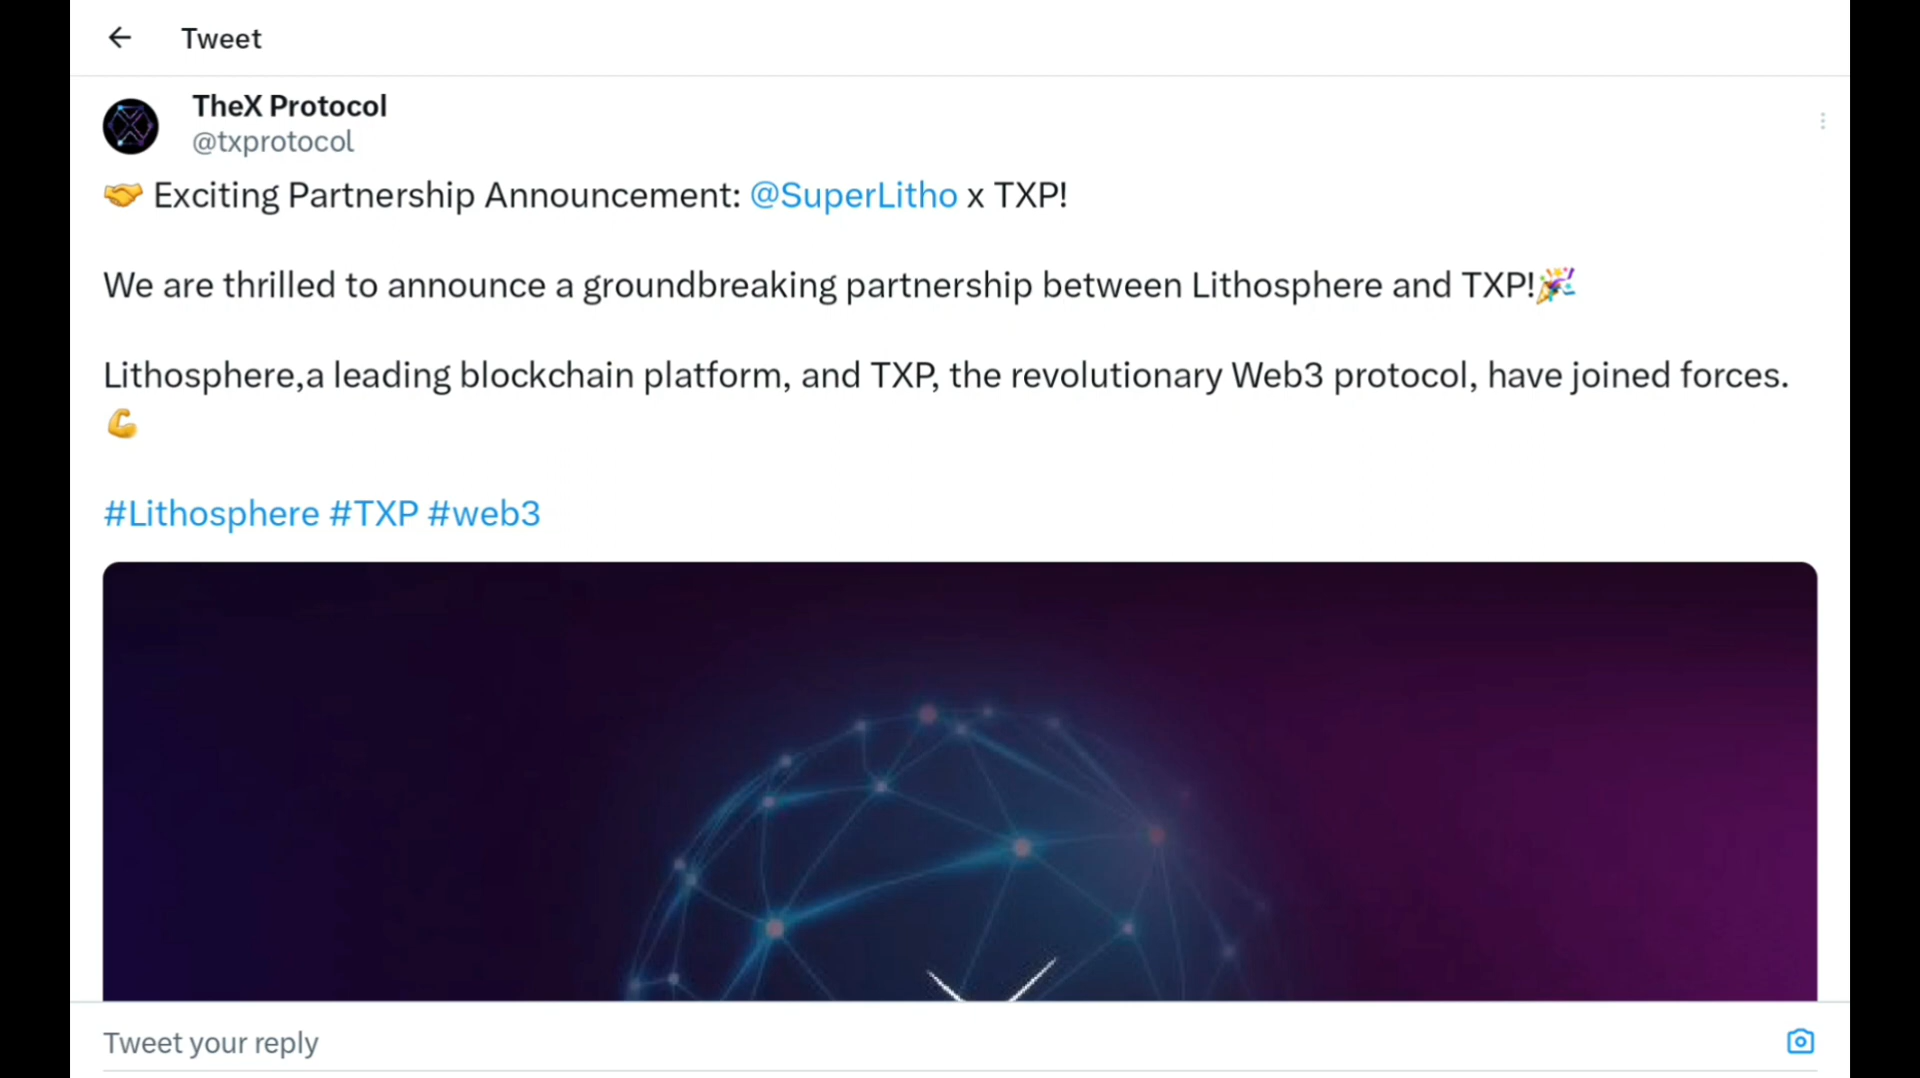 Tweet
TheX Protocol
@txprotocol
🤝 Exciting Partnership Announcement: @SuperLitho x TXP!
We are thrilled to announce a groundbreaking partnership between Lithosphere and TXP!🎉
Lithosphere,a leading blockchain platform, and TXP, the revolutionary Web3 protocol, have joined forces.
💪
#Lithosphere #TXP #web3
Tweet your reply